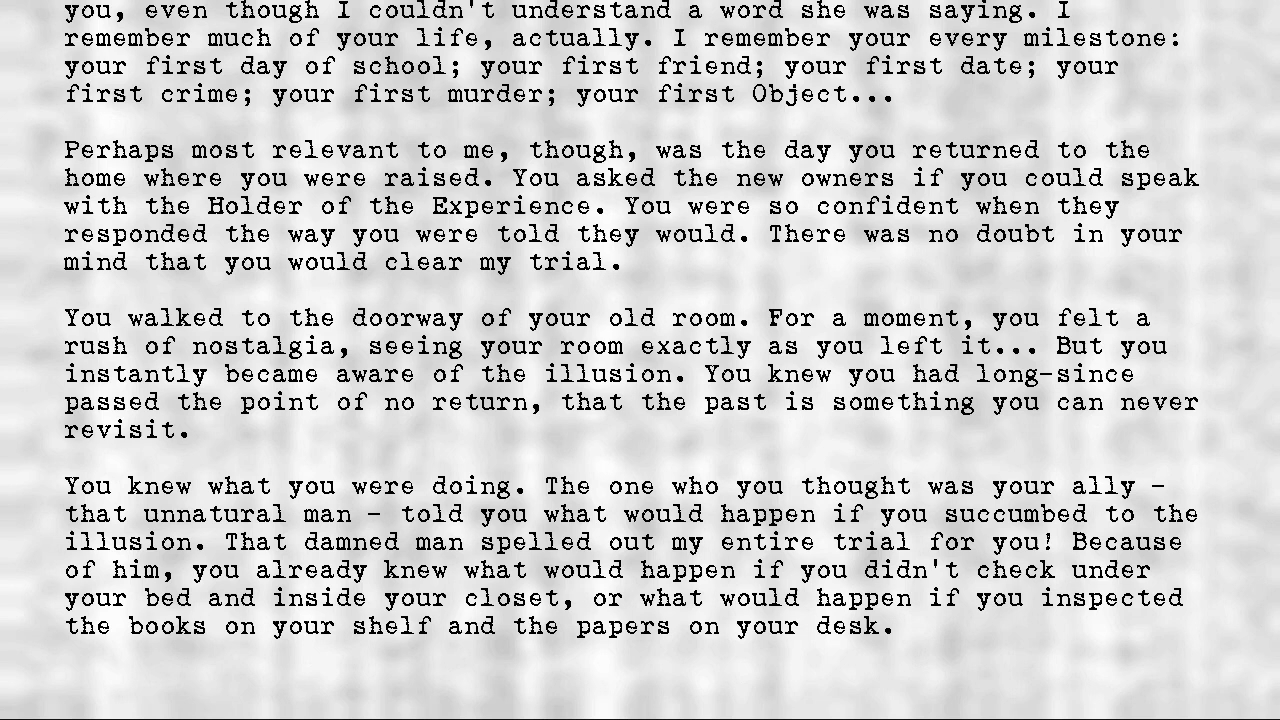 you, even though I couldn't understand a word she was saying. I
remember much of your life, actually. I remember your every milestone:
your first day of school; your first friend; your first date; your
first crime; your first murder; your first Object...
Perhaps most relevant to me, though, was the day you returned to the
home where you were raised. You asked the new owners if you could speak
with the Holder of the Experience. You were so confident when they
responded the way you were told they would. There was no doubt in your
mind that you would clear my trial.
You walked to the doorway of your old room. For a moment, you felt a
rush of nostalgia, seeing your room exactly as you left it... But you
instantly became aware of the illusion. You knew you had long-since
passed the point of no return, that the past is something you can never
revisit.
You knew what you were doing. The one who you thought was your ally -
that unnatural man - told you what would happen if you succumbed to the
illusion. That damned man spelled out my entire trial for you! Because
of him, you already knew what would happen if you didn't check under
your bed and inside your closet, or what would happen if you inspected
the books on your shelf and the papers on your desk.